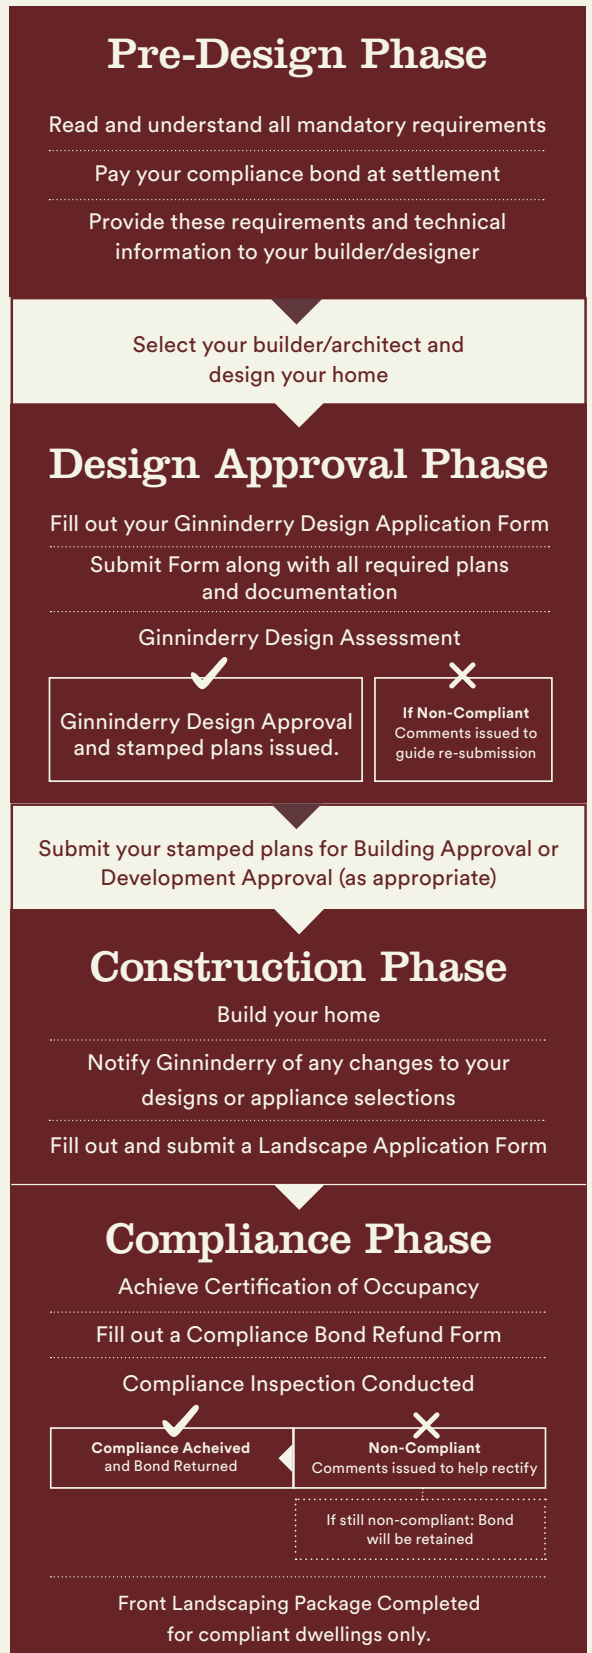 Pre-Design Phase
Read and understand all mandatory requirements
Pay your compliance bond at settlement
Provide these requirements and technical
information to your builder/designer
Select your builder/architect and
design your home
Design Approval Phase
Fill out your Ginninderry Design Application Form
Submit Form along with all required plans
and documentation
Ginninderry Design Assessment
Ginninderry Design Approval
and stamped plans issued.
If Non-Compliant
Comments issued to
guide re-submission
Submit your stamped plans for Building Approval or
Development Approval (as appropriate)
Construction Phase
Build your home
Notify Ginninderry of any changes to your
designs or appliance selections
Fill out and submit a Landscape Application Form
Compliance Phase
Achieve Certification of Occupancy
Fill out a Compliance Bond Refund Form
Compliance Inspection Conducted
Compliance Acheived
and Bond Returned
Non-Compliant
Comments issued to help rectify
If still non-compliant: Bond
will be retained
Front Landscaping Package Completed
for compliant dwellings only.